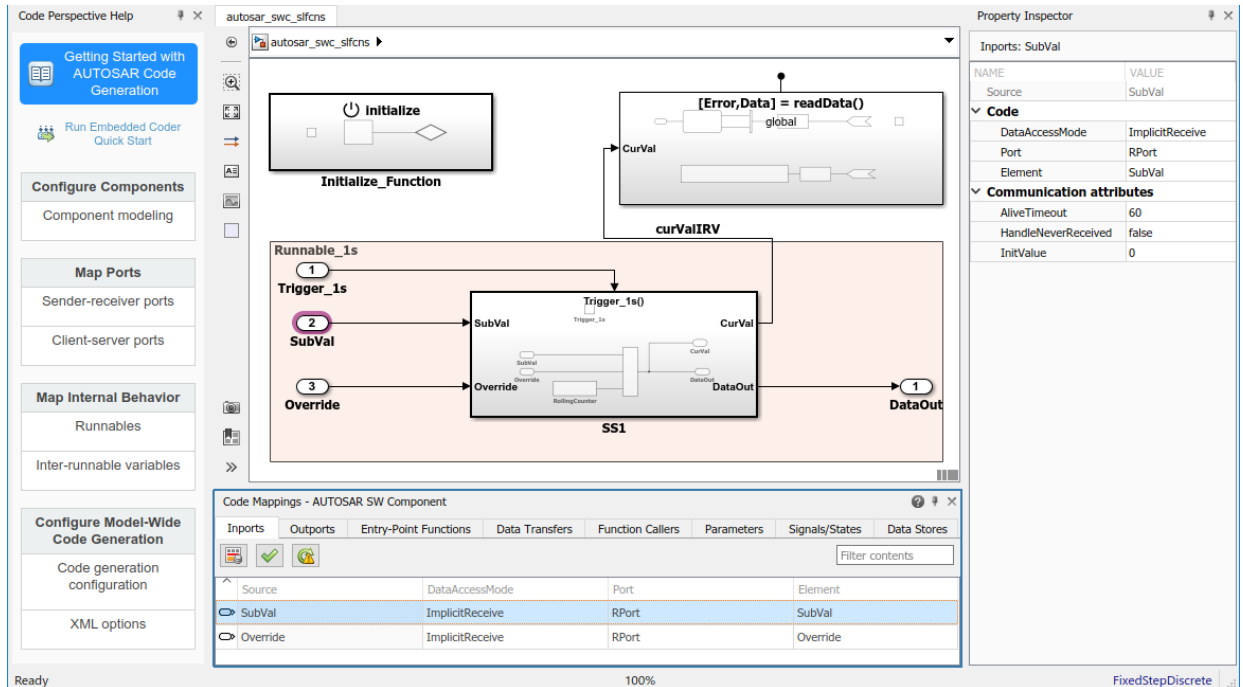 Code Perspective Help
Getting Started with
AUTOSAR Code
Generation
Run Embedded Coder
Quick Start
Configure Components
Component modeling
Map Ports
Sender-receiver ports
Client-server ports
Map Internal Behavior
Runnables
Inter-runnable variables
Configure Model-Wide
Code Generation
Code generation
configuration
XML options
autosar_swc_slfcns
autosar_swc_slfcns
initialize
Initialize_Function
[Error,Data] = readData()
global
CurVal
curValIRV
Runnable_1s
1
Trigger_1s
2
SubVal
3
Override
Trigger_1s()
Trigger_1s
SubVal
CurVal
SubVal
CurVal
Override
Override
DataOut
DataOut
RollingCounter
SS1
1
DataOut
Code Mappings - AUTOSAR SW Component
Inports Outports Entry-Point Functions Data Transfers Function Callers Parameters Signals/States Data Stores
Filter contents
Source DataAccessMode Port Element
SubVal ImplicitReceive RPort SubVal
Override ImplicitReceive RPort Override
Property Inspector
Inports: SubVal
NAME VALUE
Source SubVal
Code
DataAccessMode ImplicitReceive
Port RPort
Element SubVal
Communication attributes
AliveTimeout 60
HandleNeverReceived false
InitValue 0
Ready 100% FixedStepDiscrete